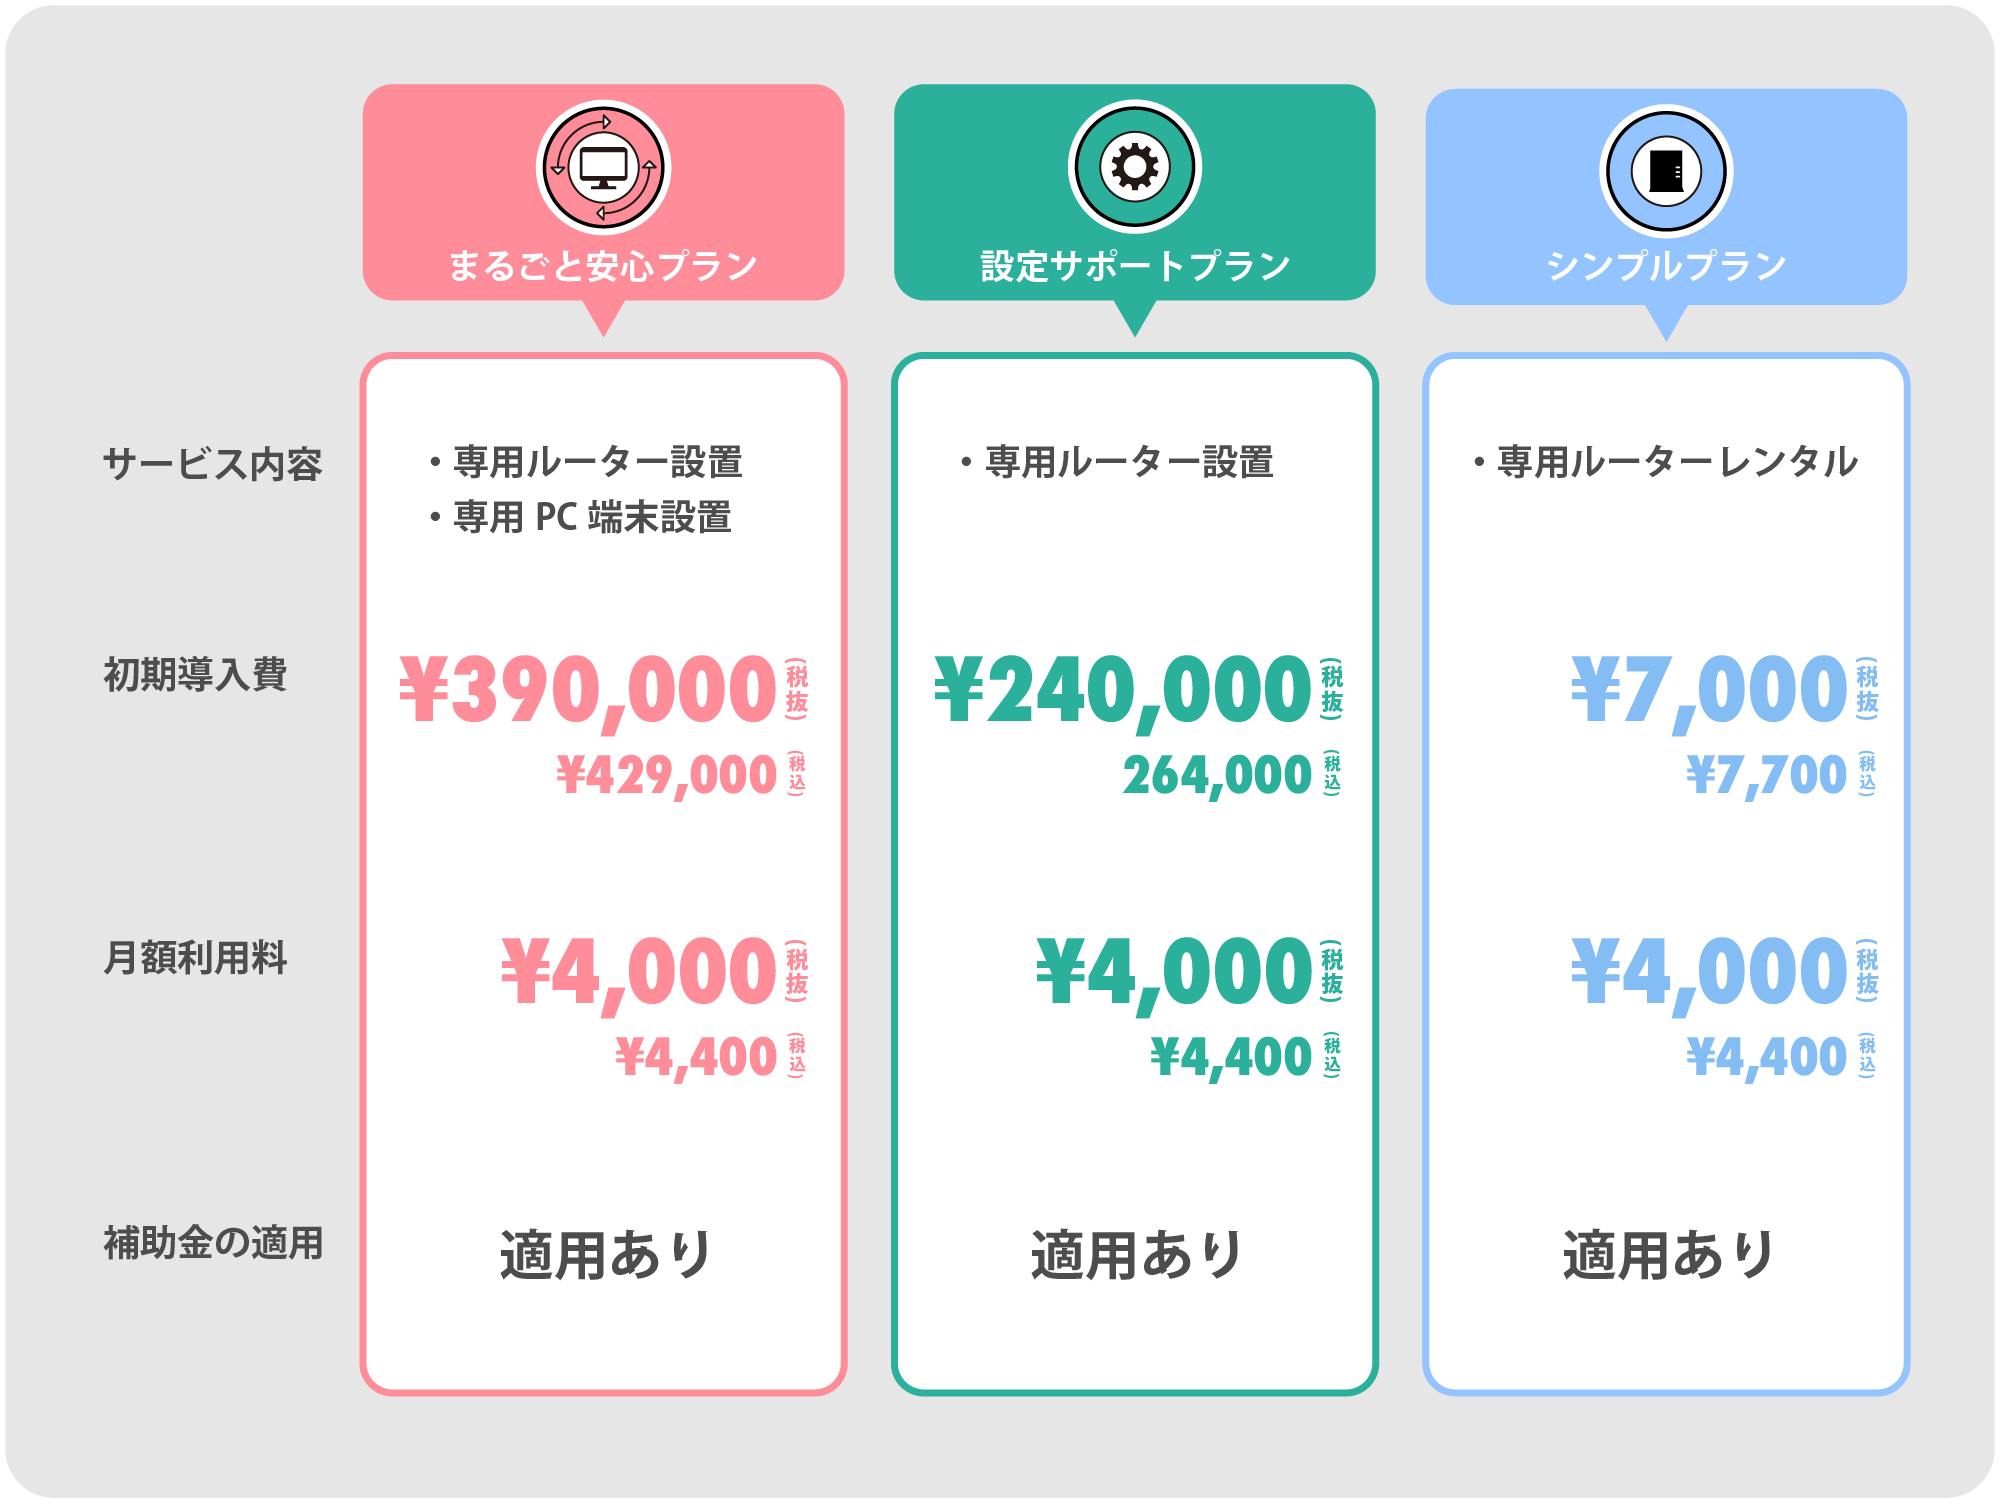 まるごと安心プラン
設定サポートプラン
シンプルプラン
サービス内容
・専用ルーター設置
・専用 PC 端末設置
・専用ルーター設置
・専用ルーターレンタル
初期導入費
¥390,000(税抜)
¥429,000(税込)
¥240,000(税抜)
264,000(税込)
¥7,000(税抜)
¥7,700(税込)
月額利用料
¥4,000(税抜)
¥4,400(税込)
¥4,000(税抜)
¥4,400(税込)
¥4,000(税抜)
¥4,400(税込)
補助金の適用
適用あり
適用あり
適用あり